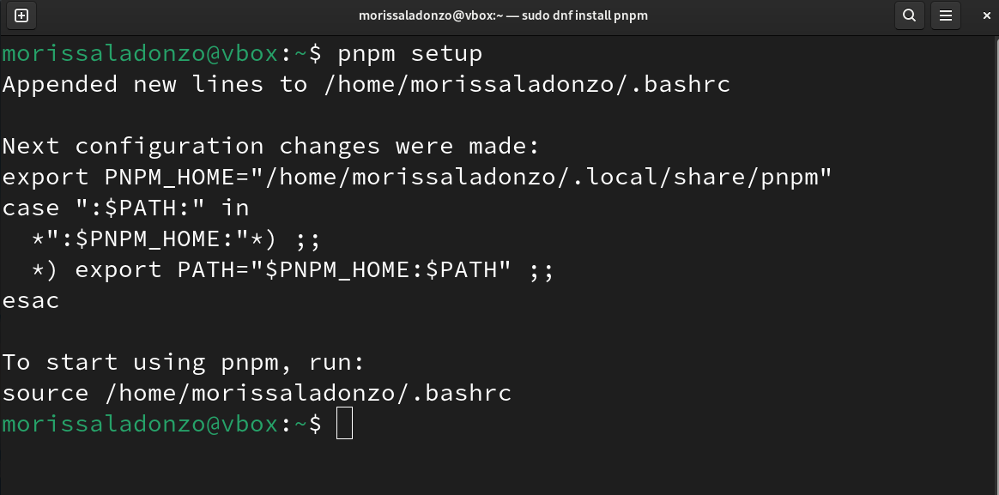 morissaladonzo@vbox:~ — sudo dnf install pnpm
morissaladonzo@vbox:~$ pnpm setup
Appended new lines to /home/morissaladonzo/.bashrc
Next configuration changes were made:
export PNPM_HOME="/home/morissaladonzo/.local/share/pnpm"
case ":$PATH:" in
  *":$PNPM_HOME:"*) ;;
  *) export PATH="$PNPM_HOME:$PATH" ;;
esac
To start using pnpm, run:
source /home/morissaladonzo/.bashrc
morissaladonzo@vbox:~$